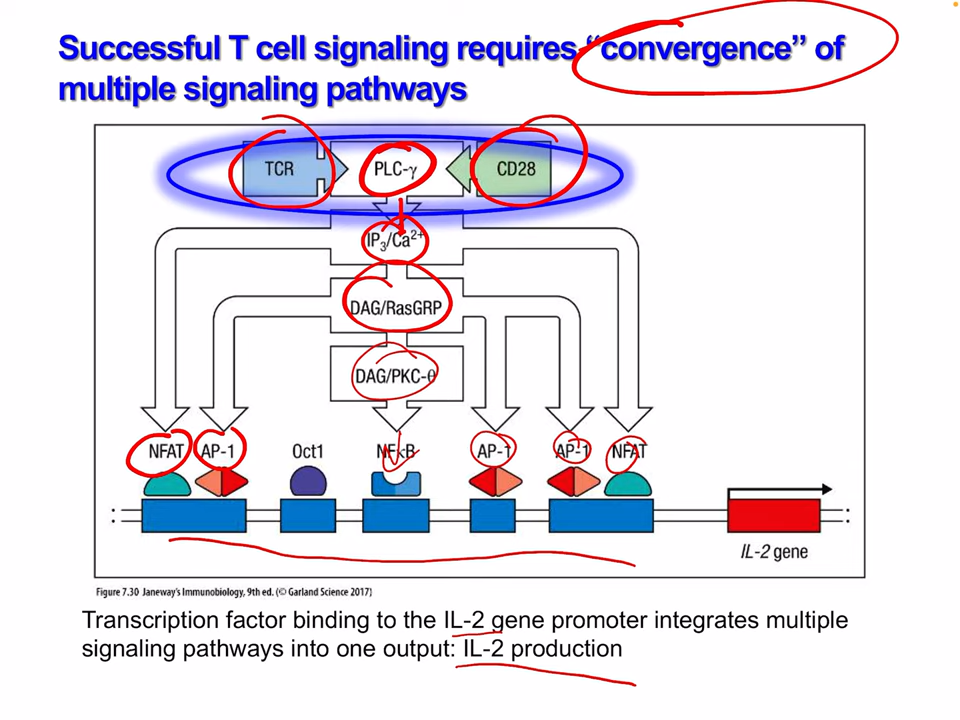 Successful T cell signaling requires “convergence” of
multiple signaling pathways
TCR
PLC-γ
CD28
IP3/Ca2+
DAG/RasGRP
DAG/PKC-θ
NFAT
AP-1
Oct1
NFκB
AP-1
AP-1
NFAT
IL-2 gene
Figure 7.30 Janeway's Immunobiology, 9th ed. (© Garland Science 2017)
Transcription factor binding to the IL-2 gene promoter integrates multiple
signaling pathways into one output: IL-2 production